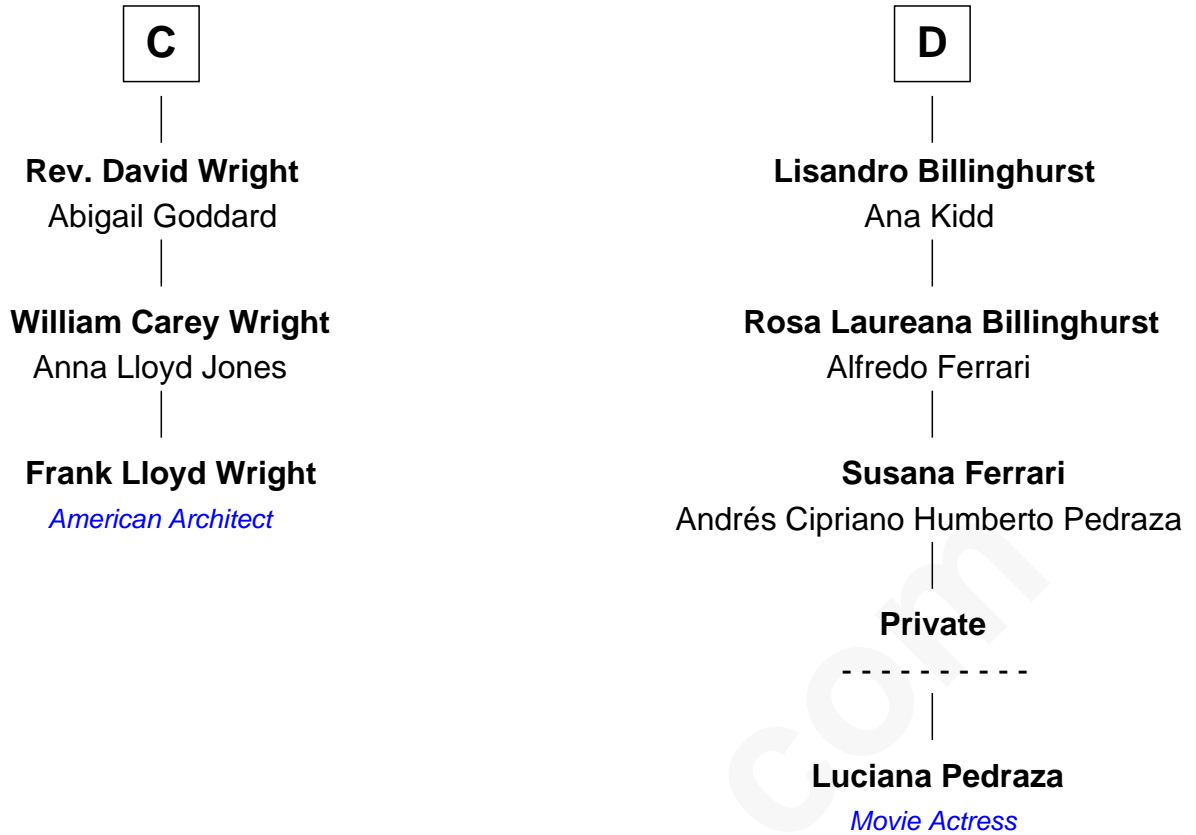 C
Rev. David Wright
Abigail Goddard
William Carey Wright
Anna Lloyd Jones
Frank Lloyd Wright
American Architect
D
Lisandro Billinghurst
Ana Kidd
Rosa Laureana Billinghurst
Alfredo Ferrari
Susana Ferrari
Andrés Cipriano Humberto Pedraza
Private
- - - - - - - - - -
Luciana Pedraza
Movie Actress
com